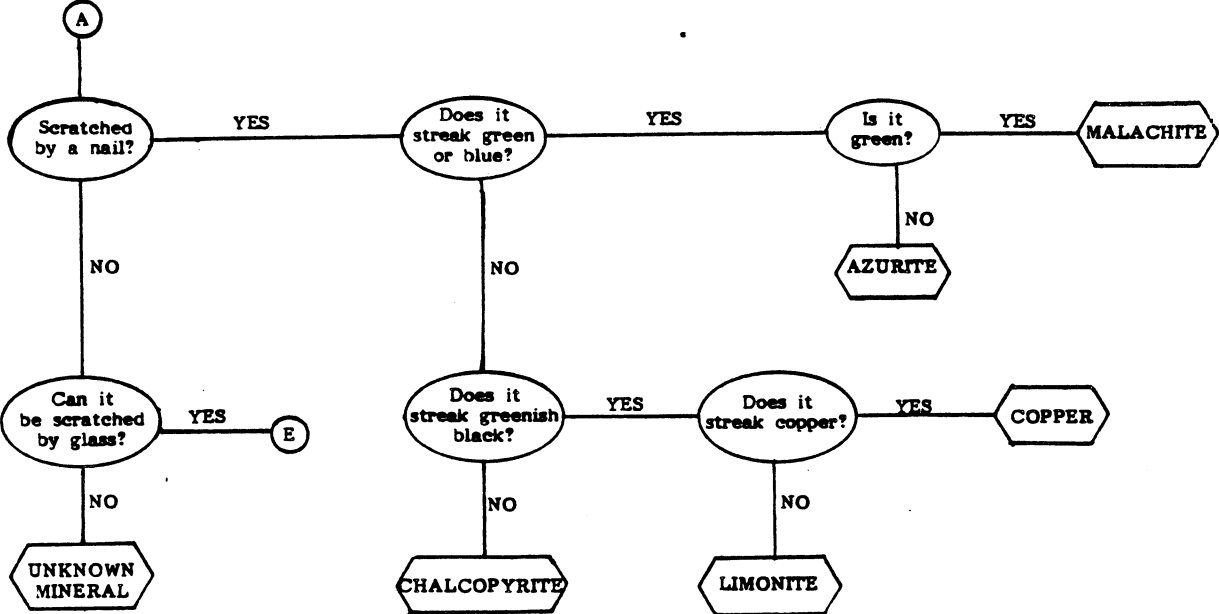 A
Scratched
by a nail?
YES
Does it
streak green
or blue?
YES
Is it
green?
YES
MALACHITE
NO
AZURITE
NO
NO
Can it
be scratched
by glass?
YES
E
Does it
streak greenish
black?
YES
Does it
streak copper?
YES
COPPER
NO
NO
NO
UNKNOWN
MINERAL
CHALCOPYRITE
LIMONITE